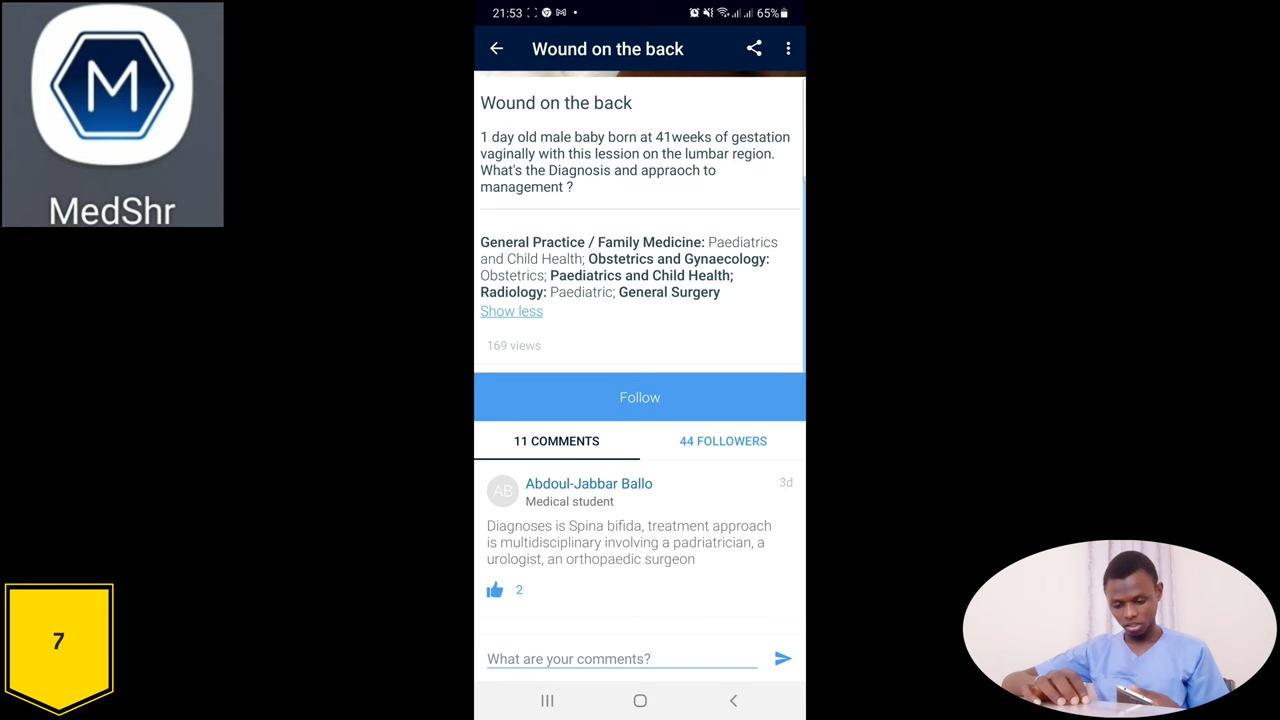 M
MedShr
21:53
65%
Wound on the back
Wound on the back
1 day old male baby born at 41weeks of gestation
vaginally with this lession on the lumbar region.
What's the Diagnosis and appraoch to
management ?
General Practice / Family Medicine: Paediatrics
and Child Health; Obstetrics and Gynaecology:
Obstetrics; Paediatrics and Child Health;
Radiology: Paediatric; General Surgery
Show less
169 views
Follow
11 COMMENTS
44 FOLLOWERS
AB
Abdoul-Jabbar Ballo
3d
Medical student
Diagnoses is Spina bifida, treatment approach
is multidisciplinary involving a padriatrician, a
urologist, an orthopaedic surgeon
2
What are your comments?
7